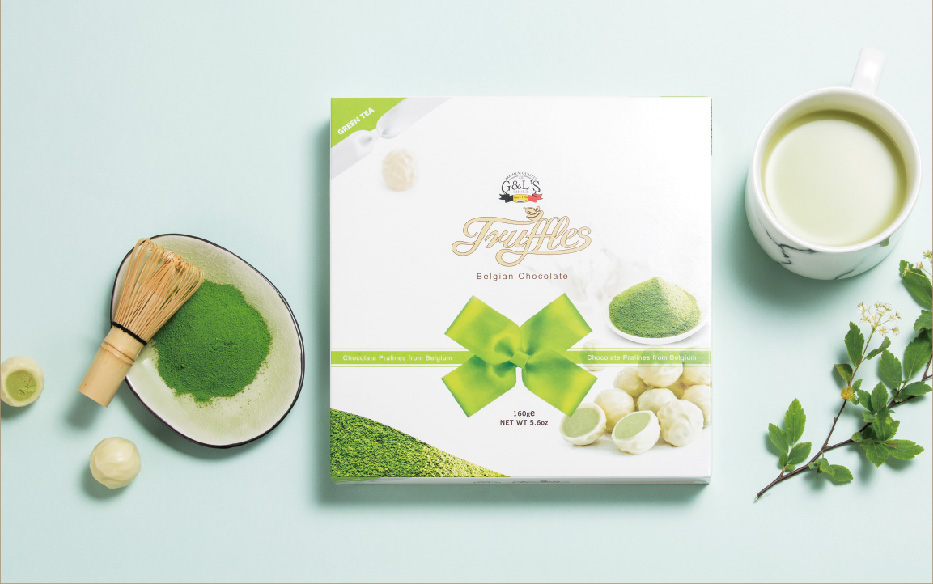 GREEN TEA
G&L'S
Truffles
Belgian Chocolate
Chocolate Pralines from Belgium
Chocolate Pralines from Belgium
160g℮
NET WT 5.6oz